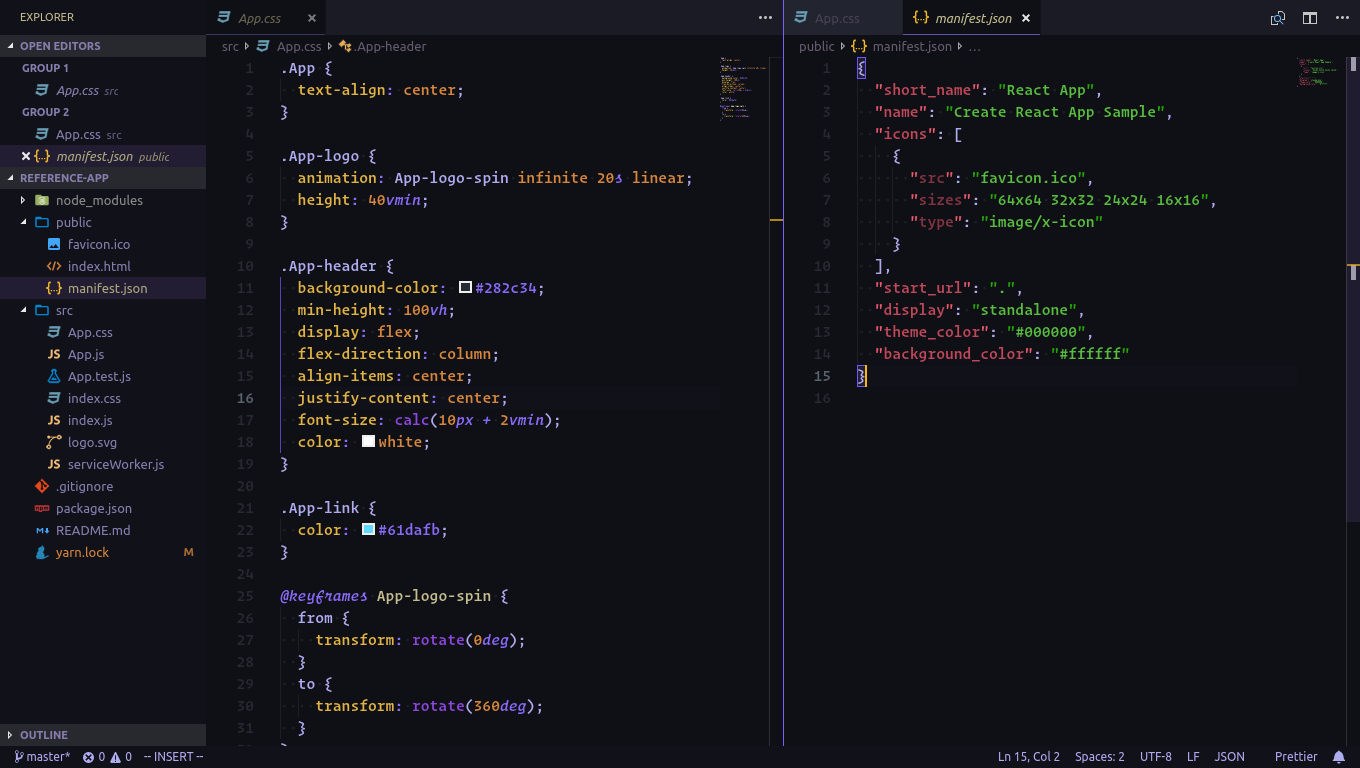 EXPLORER
OPEN EDITORS
GROUP 1
App.css src
GROUP 2
App.css src
manifest.json public
REFERENCE-APP
node_modules
public
favicon.ico
index.html
manifest.json
src
App.css
JS App.js
App.test.js
index.css
JS index.js
logo.svg
JS serviceWorker.js
.gitignore
package.json
README.md
yarn.lock M
OUTLINE
App.css
src App.css .App-header
1 .App {
2 text-align: center;
3 }
4
5 .App-logo {
6 animation: App-logo-spin infinite 20s linear;
7 height: 40vmin;
8 }
9
10 .App-header {
11 background-color: #282c34;
12 min-height: 100vh;
13 display: flex;
14 flex-direction: column;
15 align-items: center;
16 justify-content: center;
17 font-size: calc(10px + 2vmin);
18 color: white;
19 }
20
21 .App-link {
22 color: #61dafb;
23 }
24
25 @keyframes App-logo-spin {
26 from {
27 transform: rotate(0deg);
28 }
29 to {
30 transform: rotate(360deg);
31 }
App.css {..} manifest.json
public {..} manifest.json ...
1 {
2 "short_name": "React App",
3 "name": "Create React App Sample",
4 "icons": [
5 {
6 "src": "favicon.ico",
7 "sizes": "64x64 32x32 24x24 16x16",
8 "type": "image/x-icon"
9 }
10 ],
11 "start_url": ".",
12 "display": "standalone",
13 "theme_color": "#000000",
14 "background_color": "#ffffff"
15 }
16
master* 0 0 -- INSERT -- Ln 15, Col 2 Spaces: 2 UTF-8 LF JSON Prettier